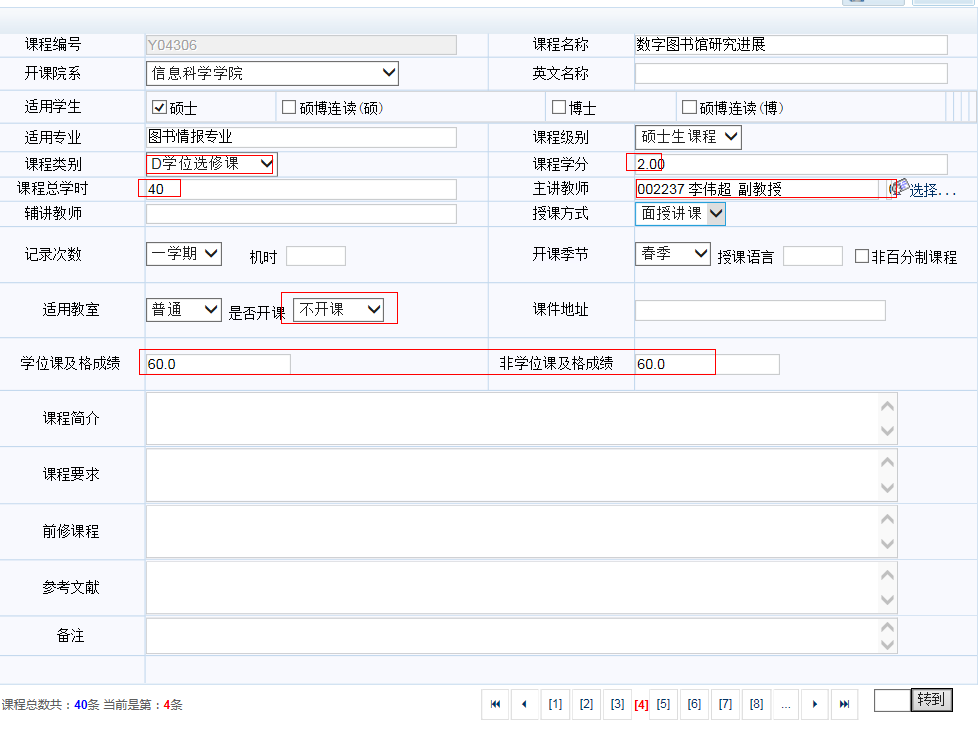 课程编号 Y04306 课程名称 数字图书馆研究进展
开课院系 信息科学学院 英文名称
适用学生 硕士 硕博连读(硕) 博士 硕博连读(博)
适用专业 图书情报专业 课程级别 硕士生课程
课程类别 D学位选修课 课程学分 2.00
课程总学时 40 主讲教师 002237 李伟超 副教授 选择...
辅讲教师 授课方式 面授讲课
记录次数 一学期 机时 开课季节 春季 授课语言 非百分制课程
适用教室 普通 是否开课 不开课 课件地址
学位课及格成绩 60.0 非学位课及格成绩 60.0
课程简介
课程要求
前修课程
参考文献
备注
课程总数共：40条 当前是第：4条 [1] [2] [3] [4] [5] [6] [7] [8] ... 转到